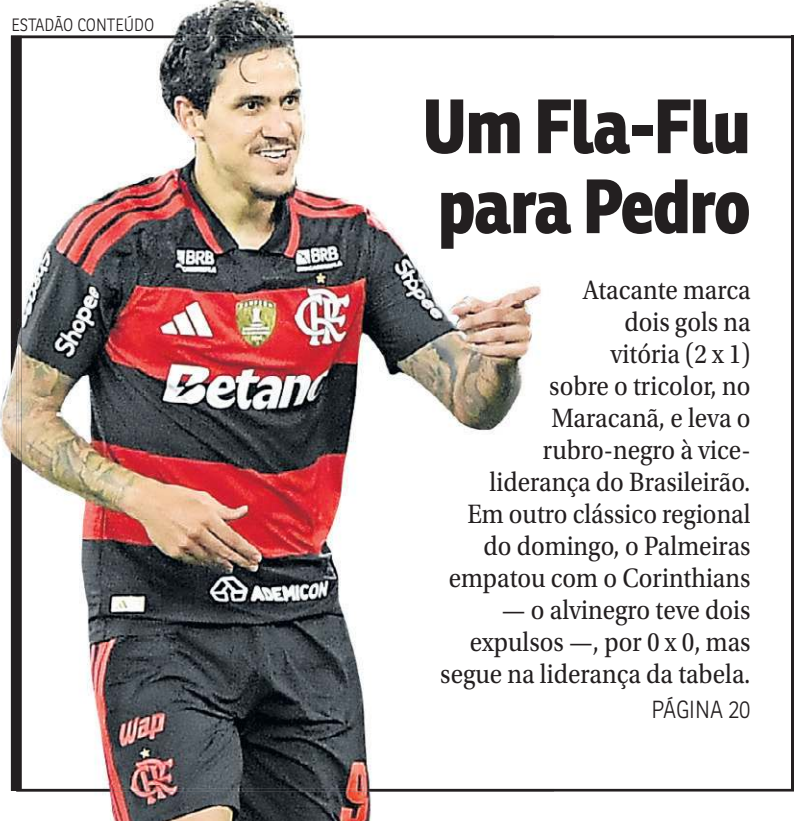 ESTADÃO CONTEÚDO
Um Fla-Flu
para Pedro
Atacante marca
dois gols na
vitória (2 x 1)
sobre o tricolor, no
Maracanã, e leva o
rubro-negro à vice-
liderança do Brasileirão.
Em outro clássico regional
do domingo, o Palmeiras
empatou com o Corinthians
— o alvinegro teve dois
expulsos —, por 0 x 0, mas
segue na liderança da tabela.
PÁGINA 20
BRB
BRB
Shopee
Shopee
CRF
Betano
ADEMICON
Wap
CRF
9